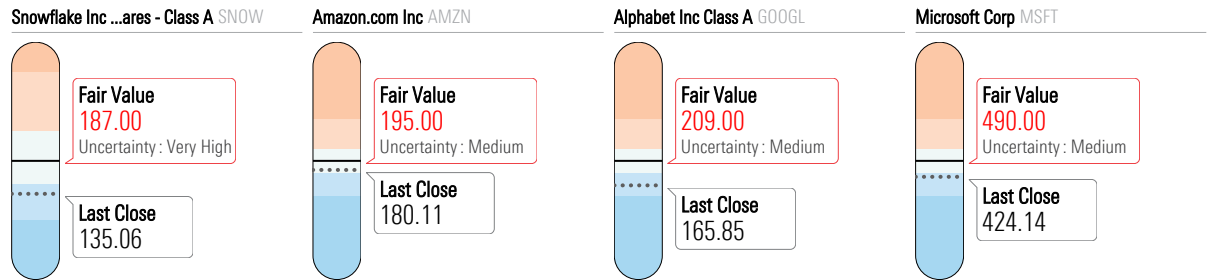 Snowflake Inc ...ares - Class A SNOW
Fair Value
187.00
Uncertainty : Very High
Last Close
135.06
Amazon.com Inc AMZN
Fair Value
195.00
Uncertainty : Medium
Last Close
180.11
Alphabet Inc Class A GOOGL
Fair Value
209.00
Uncertainty : Medium
Last Close
165.85
Microsoft Corp MSFT
Fair Value
490.00
Uncertainty : Medium
Last Close
424.14